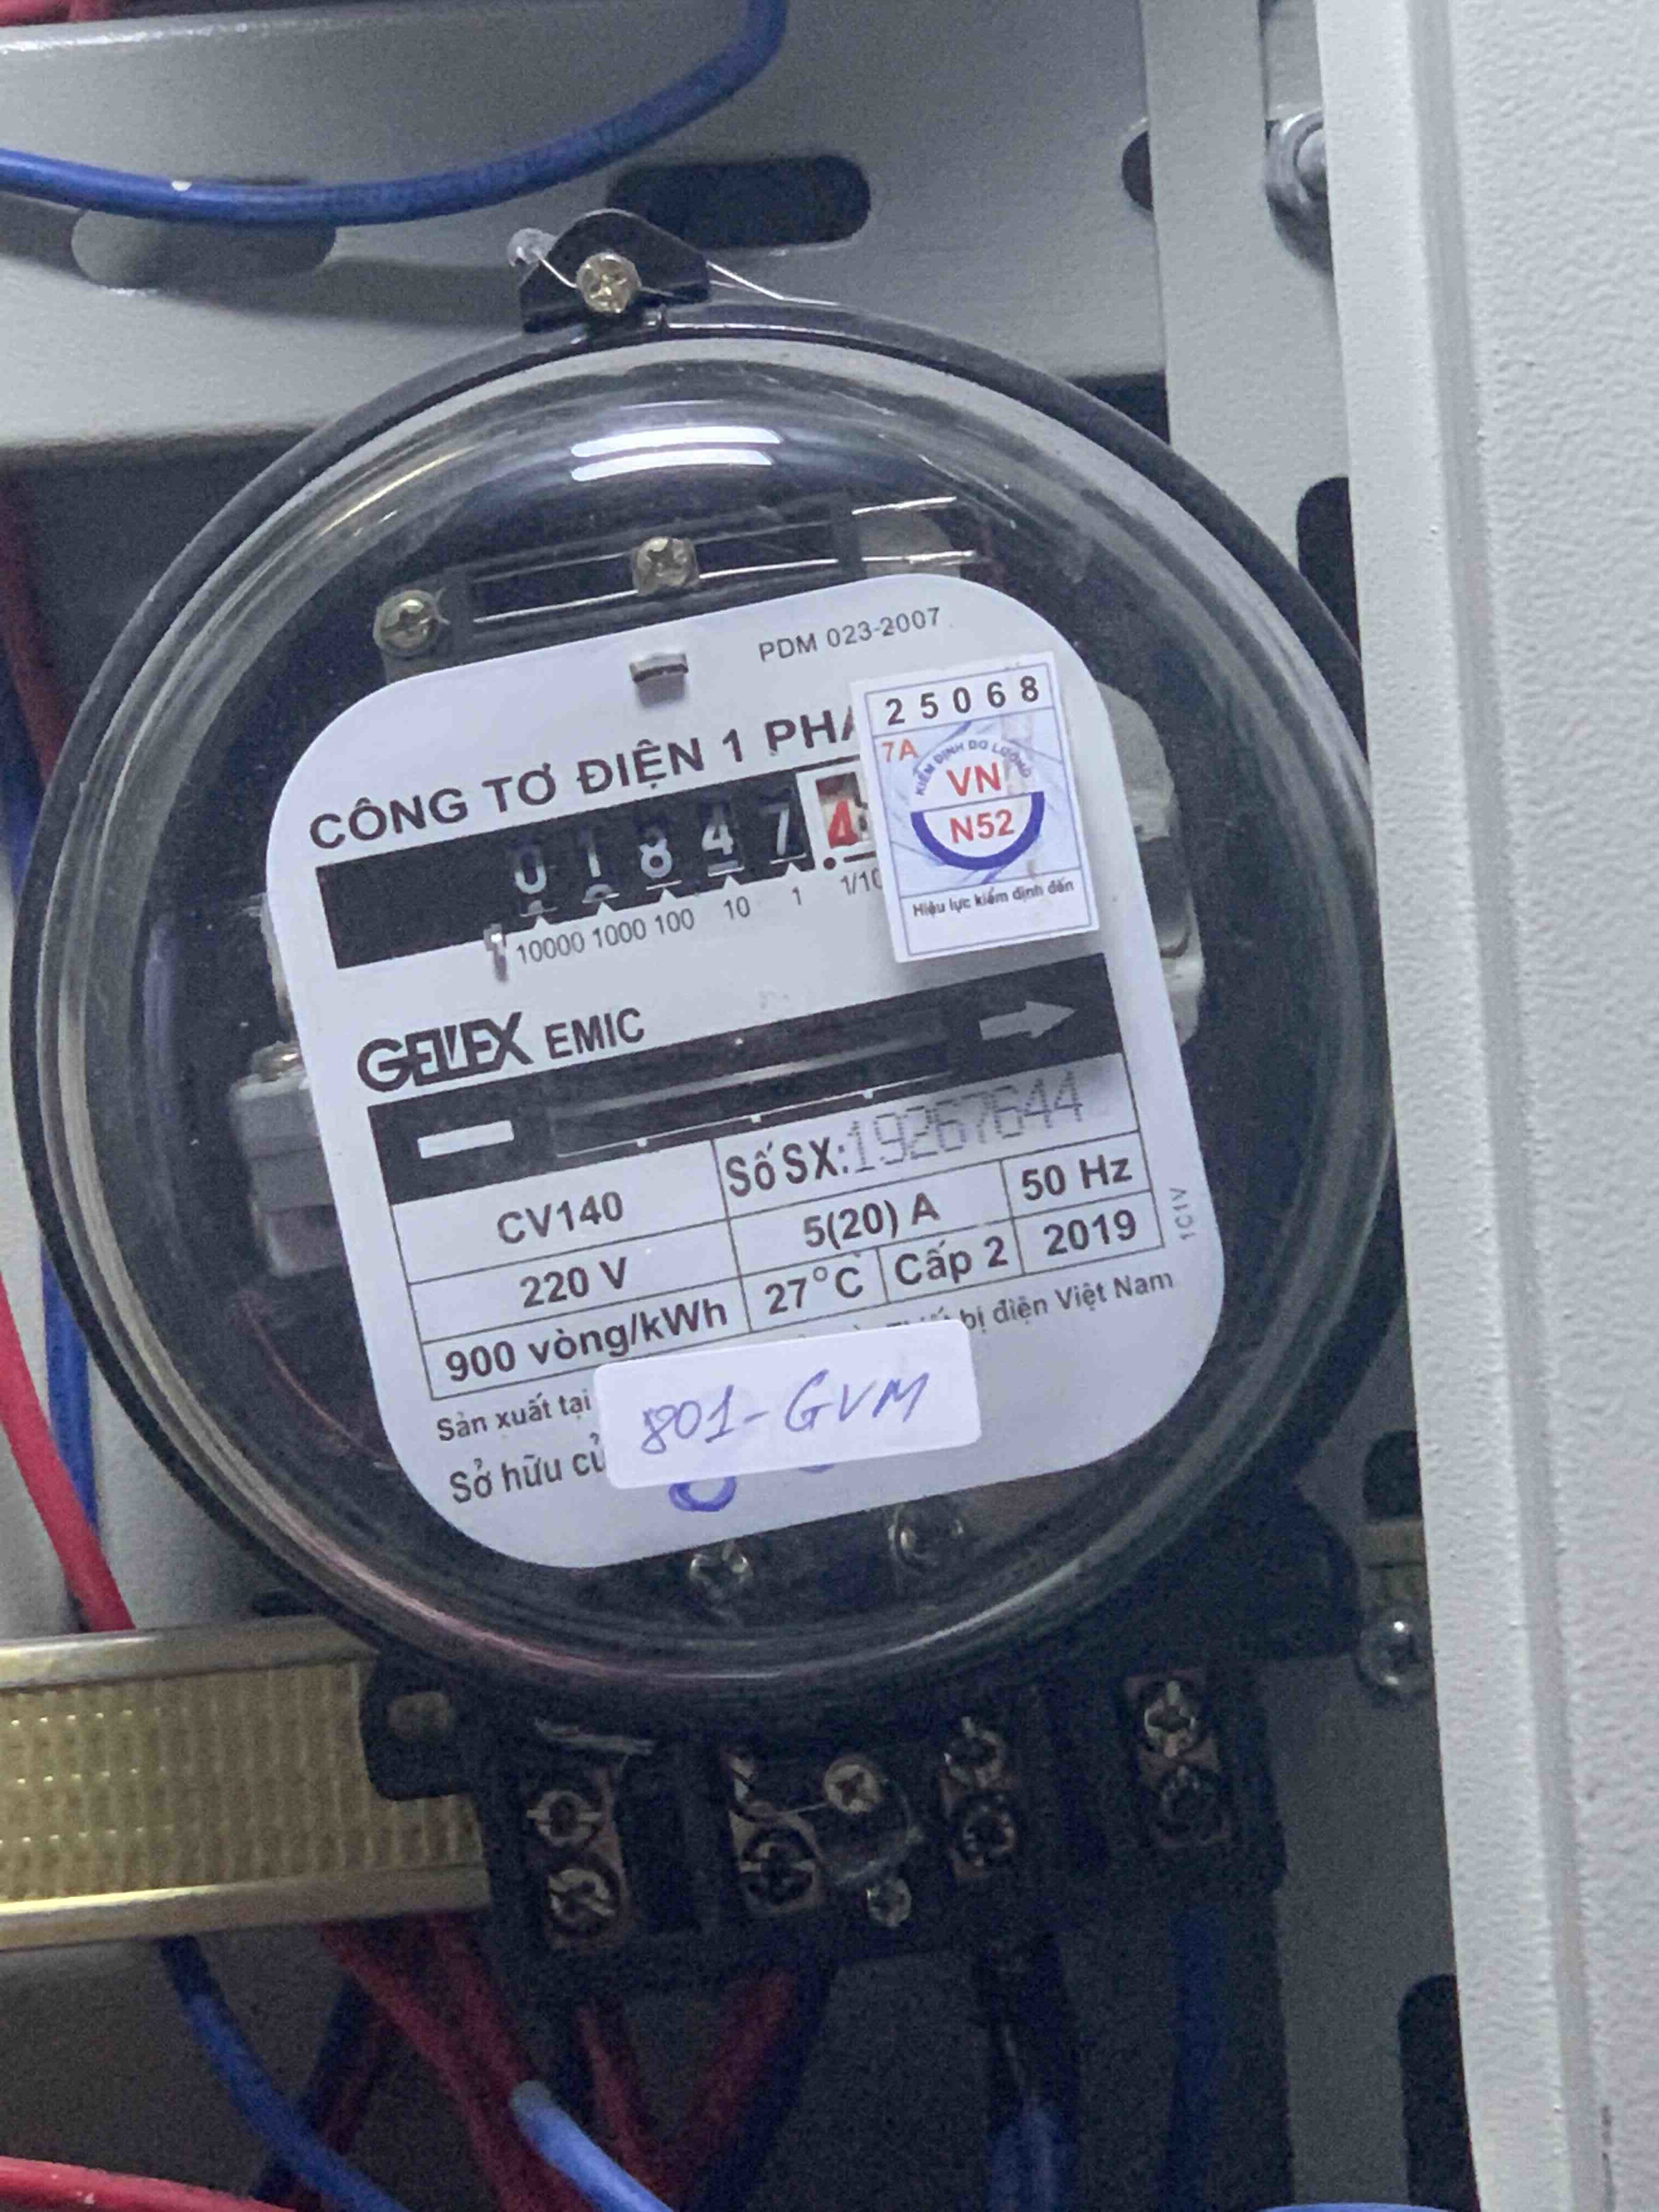 PDM 023-2007
CÔNG TƠ ĐIỆN 1 PHA
25068
7A
KIỂM ĐỊNH ĐO LƯỜNG
VN
N52
Hiệu lực kiểm định đến
01847 4
10000 1000 100 10 1 1/10
GELEX EMIC
CV140
Số SX: 19267644
220 V
5(20) A
50 Hz
900 vòng/kWh
27°C
Cấp 2
2019
1C1V
Sản xuất tại
bị điện Việt Nam
Sở hữu
801-GVM